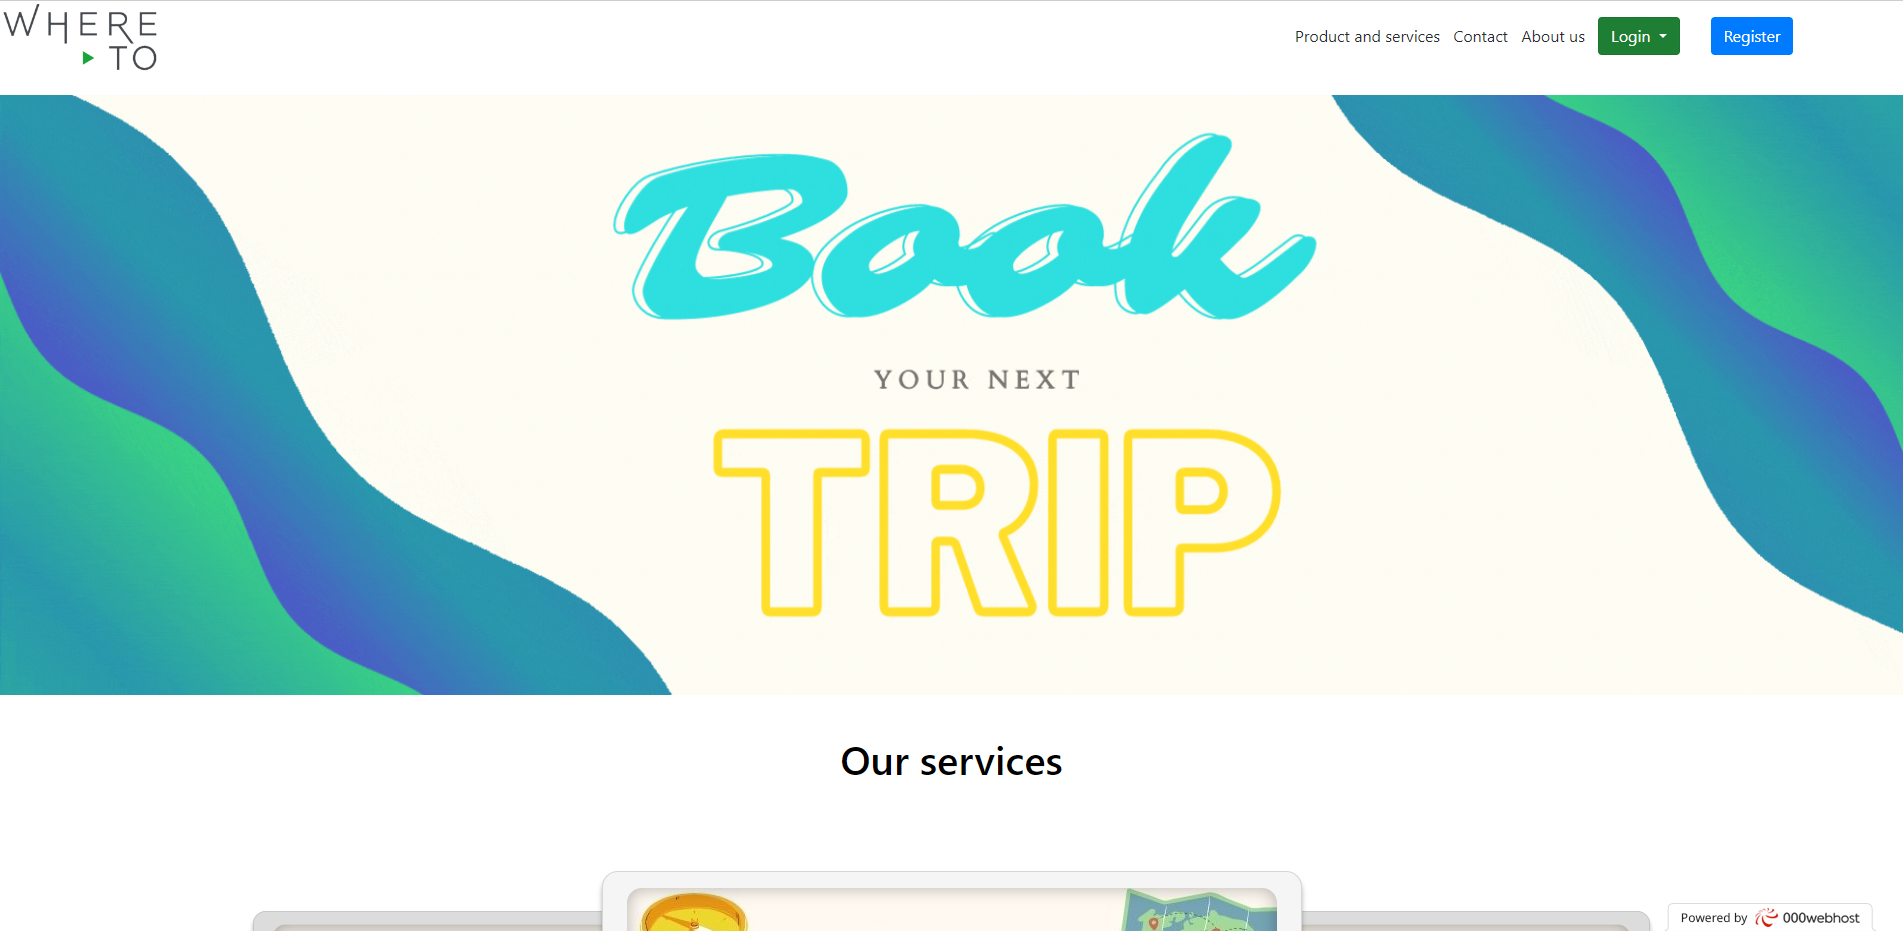 WHERE
TO
Product and services Contact About us Login Register
Book
YOUR NEXT
TRIP
Our services
Powered by 000webhost